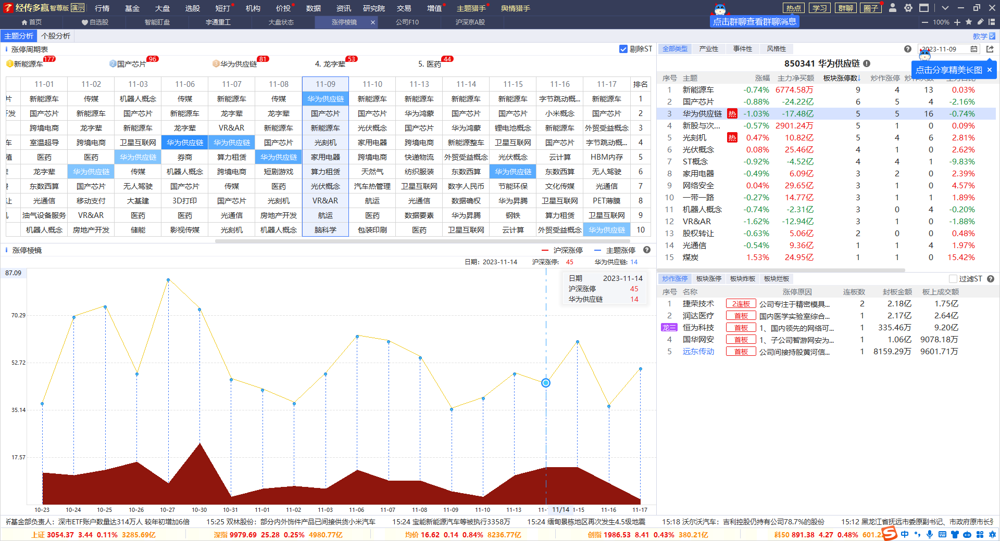 经传多赢 智尊版 演示 行情 基金 大盘 选股 短打 机构 价投 数据 资讯 研究院 交易 增值 主题猎手 舆情猎手 热点 学习 群聊 圈子
首页 自选股 智能盯盘 宇通重工 大盘状态 涨停棱镜 × 公司F10 沪深京A股 点击群聊查看群聊消息 100%
主题分析 个股分析 教学
涨停周期表 剔除ST
1 新能源车 177 2 国产芯片 96 3 华为供应链 81 4. 龙字辈 53 5. 医药 44
11-01 11-02 11-03 11-06 11-07 11-08 11-09 11-10 11-13 11-14 11-15 11-16 11-17 排名
片 新能源车 传媒 机器人概念 传媒 新能源车 传媒 华为供应链 新能源车 新能源车 新能源车 新能源车 字节跳动概... 新能源车 1
开发 国产芯片 新能源车 国产芯片 新能源车 龙字辈 龙字辈 国产芯片 国产芯片 华为鸿蒙 国产芯片 国产芯片 小米概念 国产芯片 2
跨境电商 龙字辈 新能源车 龙字辈 VR&AR 新能源车 新能源车 光伏概念 国产芯片 华为鸿蒙 锂电池概念 新能源车 外贸受益概念 3
车 室温超导 跨境电商 卫星互联网 华为供应链 华为供应链 国产芯片 光刻机 家用电器 跨境电商 新能源整车 卫星互联网 国产芯片 字节跳动概... 4
医药 医药 华为供应链 券商 算力租赁 华为供应链 家用电器 跨境电商 快递物流 外贸受益概念 光伏概念 云计算 HBM内存 5
龙字辈 华为供应链 传媒 机器人概念 跨境电商 短剧游戏 算力租赁 天然气 纺织服装 东数西算 华为供应链 东数西算 无人驾驶 6
东数西算 国产芯片 无人驾驶 国产芯片 传媒 医药 光伏概念 汽车热管理 卫星互联网 数字人民币 节能环保 文化传媒 光通信 7
光通信 移动支付 大基建 3D打印 国产芯片 光刻机 VR&AR 航运 光通信 数据确权 华为昇腾 卫星互联网 PET薄膜 8
油气设备服务 VR&AR 医药 医药 光通信 房地产开发 航运 医药 数据要素 华为昇腾 钢铁 算力租赁 卫星互联网 9
机器人概念 房地产开发 储能 影视传媒 光刻机 机器人概念 脑科学 包装印刷 医药 卫星互联网 云计算 外贸受益概念 华为供应链 10
涨停棱镜 沪深涨停 主题涨停
日期: 2023-11-14 沪深涨停: 45 华为供应链: 14
87.09
70.29
52.72
35.14
17.57
日期 2023-11-14
沪深涨停 45
华为供应链 14
10-23 10-24 10-25 10-26 10-27 10-30 10-31 11-01 11-02 11-03 11-06 11-07 11-08 11-09 11-10 11-13 11/14 11-15 11-16 11-17
全部类型 产业性 事件性 风格性 2023-11-09
850341 华为供应链
点击分享精美长图 ×
序号 主题 涨幅 主力净买额 板块涨停数↓ 炒作涨停
1 新能源车 -0.74% 6774.58万 9 4 13 0.03%
2 国产芯片 -0.88% -24.22亿 6 5 4 -2.16%
3 华为供应链 热 -1.03% -17.48亿 5 5 16 -0.74%
4 新股与次... -0.57% 2901.24万 5 1 0 0.09%
5 光刻机 热 0.47% 10.82亿 5 4 6 2.81%
6 光伏概念 0.08% 25.46亿 4 1 0 2.62%
7 ST概念 -0.92% -4.52亿 4 4 1 -9.83%
8 家用电器 -0.49% 6.09亿 3 2 0 2.39%
9 网络安全 0.04% 29.65亿 3 1 0 4.57%
10 一带一路 -0.27% 14.77亿 3 1 1 1.89%
11 机器人概念 -0.74% -2.31亿 3 0 4 -0.20%
12 VR&AR -1.62% -12.94亿 3 1 0 -1.88%
13 股权转让 -0.63% 5.06亿 2 0 0 0.48%
14 光通信 -0.54% 9.36亿 1 1 4 1.97%
15 煤炭 1.53% 24.95亿 1 1 0 15.42%
炒作涨停 板块涨停 板块炸板 板块烂板 过滤ST
序号 名称 涨停原因 连板数 封板金额 板上成交额
1 捷荣技术 2连板 公司专注于精密模具... 2 2.18亿 1.75亿
2 润达医疗 首板 国内医学实验室综合... 1 2.17亿 2.64亿
龙三 恒为科技 首板 1、国内领先的网络可... 1 335.46万 9.20亿
4 国华网安 首板 1、子公司智游网安为... 1 1.06亿 9078.18万
5 远东传动 首板 公司间接持股黄河信... 1 8159.29万 9601.71万
所基金部负责人：深市ETF账户数量达314万人 较年初增加6倍 15:25 双林股份：部分内外饰件产品已间接供货小米汽车 15:24 宝能新能源汽车等被执行3358万 15:24 缅甸景栋地区再次发生4.5级地震 15:18 沃尔沃汽车：吉利控股仍持有公司78.7%的股份 15:12 黑龙江省抚远市委原副书记、市政府原市长
上证 3054.37 3.44 0.11% 3285.69亿 深指 9979.69 25.28 0.25% 4980.77亿 均价 16.62 0.14 0.84% 8236.77亿 创指 1986.53 8.41 0.43% 380.21亿 科50 891.38 4.27 0.48% 601.2 中